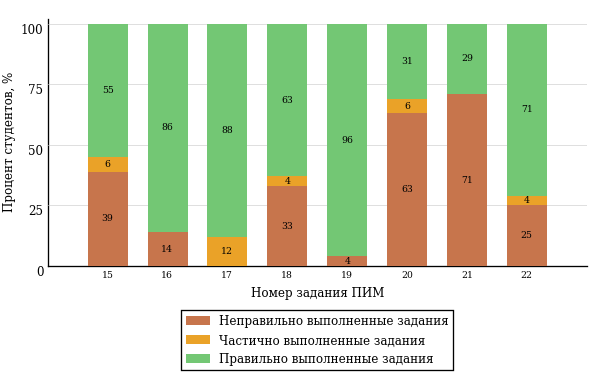 Процент студентов, %
100
75
50
25
0
55 86 88 63 96 31 29 71
6 12 4 6 4
39 14 33 4 63 71 25
15 16 17 18 19 20 21 22
Номер задания ПИМ
Неправильно выполненные задания
Частично выполненные задания
Правильно выполненные задания